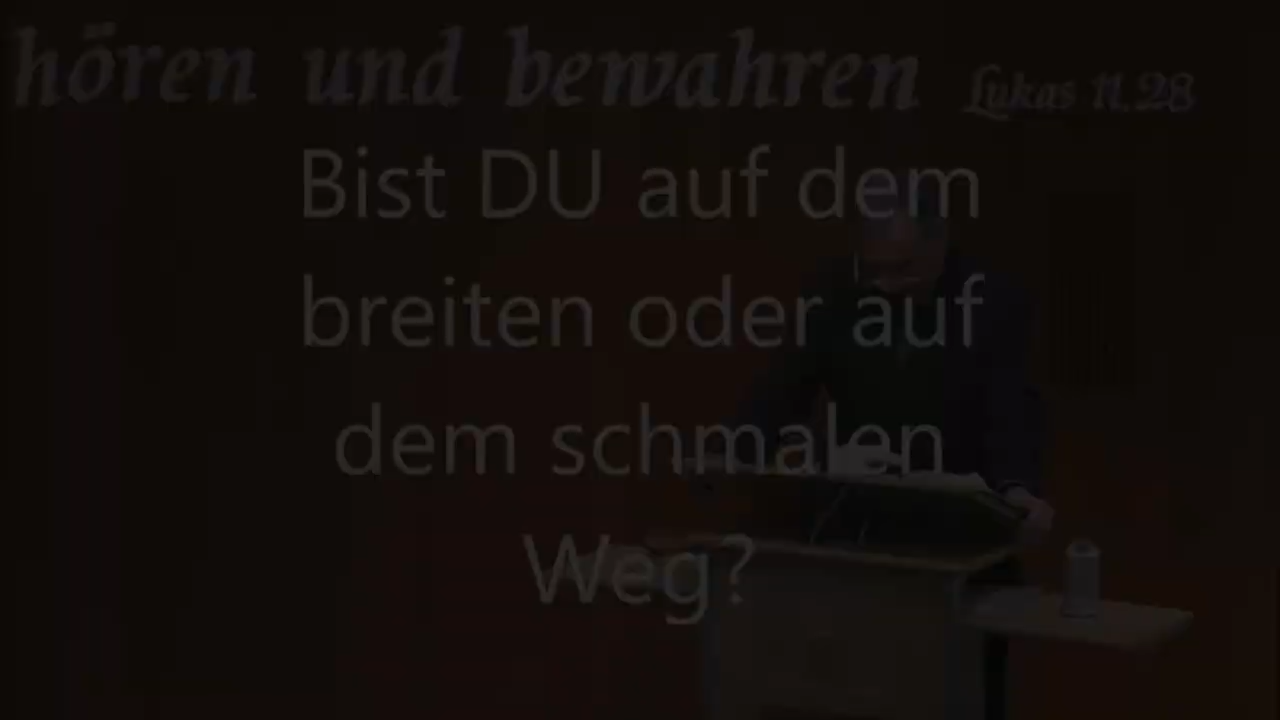 hören und bewahren Lukas 11,28
Bist DU auf dem
breiten oder auf
dem schmalen
Weg?